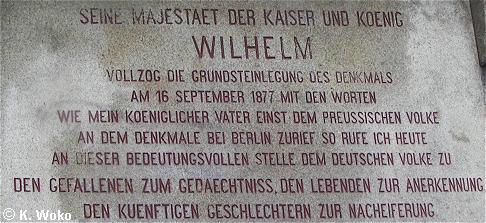 SEINE MAJESTAET DER KAISER UND KOENIG
WILHELM
VOLLZOG DIE GRUNDSTEINLEGUNG DES DENKMALS
AM 16 SEPTEMBER 1877 MIT DEN WORTEN
WIE MEIN KOENIGLICHER VATER EINST DEM PREUSSISCHEN VOLKE
AN DEM DENKMALE BEI BERLIN ZURIEF SO RUFE ICH HEUTE
AN DIESER BEDEUTUNGSVOLLEN STELLE DEM DEUTSCHEN VOLKE ZU
DEN GEFALLENEN ZUM GEDAECHTNISS, DEN LEBENDEN ZUR ANERKENNUNG
DEN KUENFTIGEN GESCHLECHTERN ZUR NACHEIFERUNG
© K. Woko